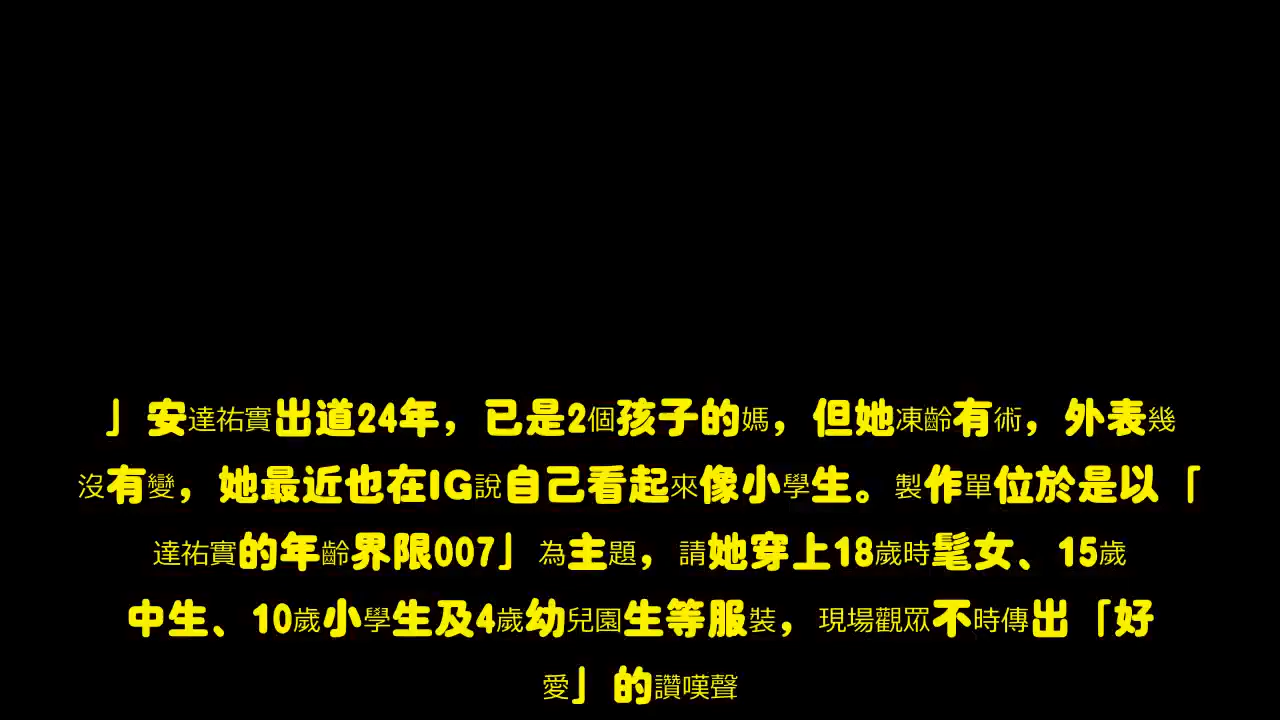 」安達祐實出道24年，已是2個孩子的媽，但她凍齡有術，外表幾
沒有變，她最近也在IG說自己看起來像小學生。製作單位於是以「
達祐實的年齡界限007」為主題，請她穿上18歲時髦女、15歲
中生、10歲小學生及4歲幼兒園生等服裝，現場觀眾不時傳出「好
愛」的讚嘆聲